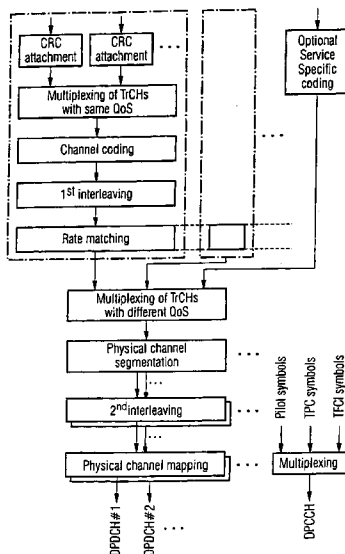 CRC
attachment
CRC
attachment
. . .
Optional
Service
Specific
coding
Multiplexing of TrCHs
with same QoS
. . .
Channel coding
1st interleaving
Rate matching
Multiplexing of TrCHs
with different QoS
Physical channel
segmentation
. . .
. . .
2nd interleaving
. . .
. . .
Pilot symbols
TPC symbols
TFCI symbols
Physical channel mapping
. . .
Multiplexing
DPDCH#1
DPDCH#2
. . .
DPCCH